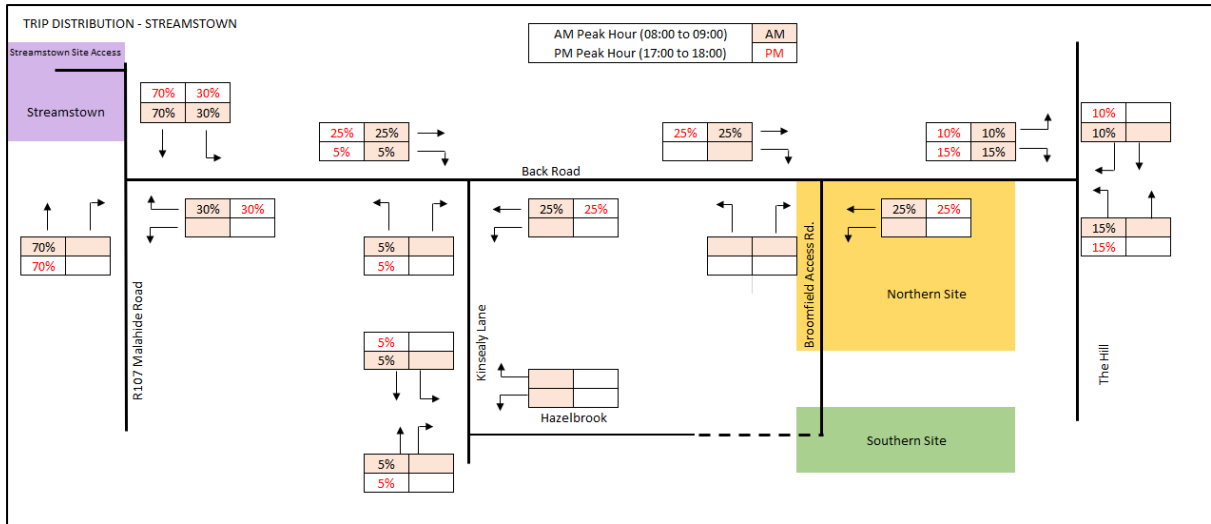 TRIP DISTRIBUTION - STREAMSTOWN
AM Peak Hour (08:00 to 09:00) AM
PM Peak Hour (17:00 to 18:00) PM
Streamstown Site Access
Streamstown
70% 30%
70% 30%
25% 25%
5% 5%
25% 25%
10% 10%
15% 15%
10%
10%
Back Road
30% 30%
70%
70%
5%
5%
25% 25%
25% 25%
15%
15%
R107 Malahide Road
Kinsealy Lane
Broomfield Access Rd.
Northern Site
The Hill
5%
5%
Hazelbrook
5%
5%
Southern Site